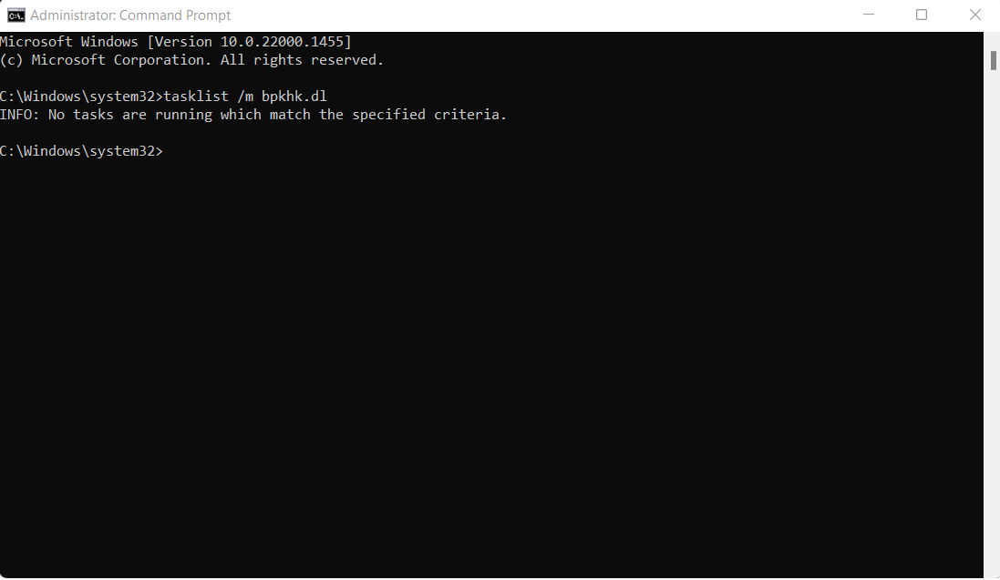 Administrator: Command Prompt
Microsoft Windows [Version 10.0.22000.1455]
(c) Microsoft Corporation. All rights reserved.
C:\Windows\system32>tasklist /m bpkhk.dl
INFO: No tasks are running which match the specified criteria.
C:\Windows\system32>